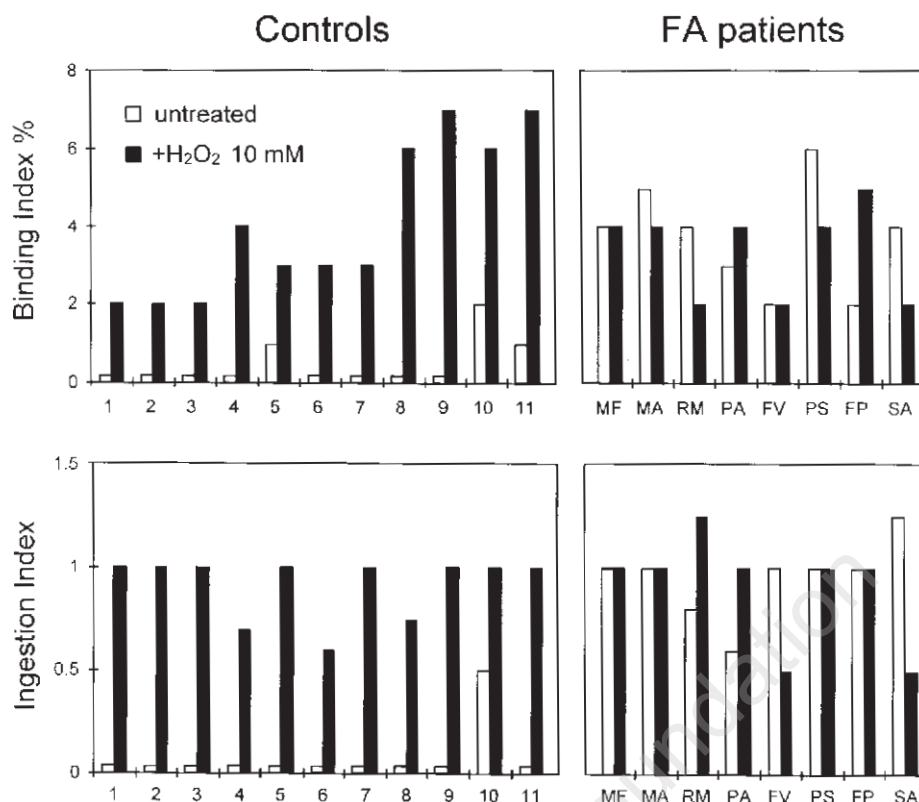 Controls
FA patients
Binding Index %
8
6
4
2
0
untreated
+H₂O₂ 10 mM
1 2 3 4 5 6 7 8 9 10 11
MF MA RM PA FV PS FP SA
Ingestion Index
1.5
1
0.5
0
1 2 3 4 5 6 7 8 9 10 11
MF MA RM PA FV PS FP SA
undation